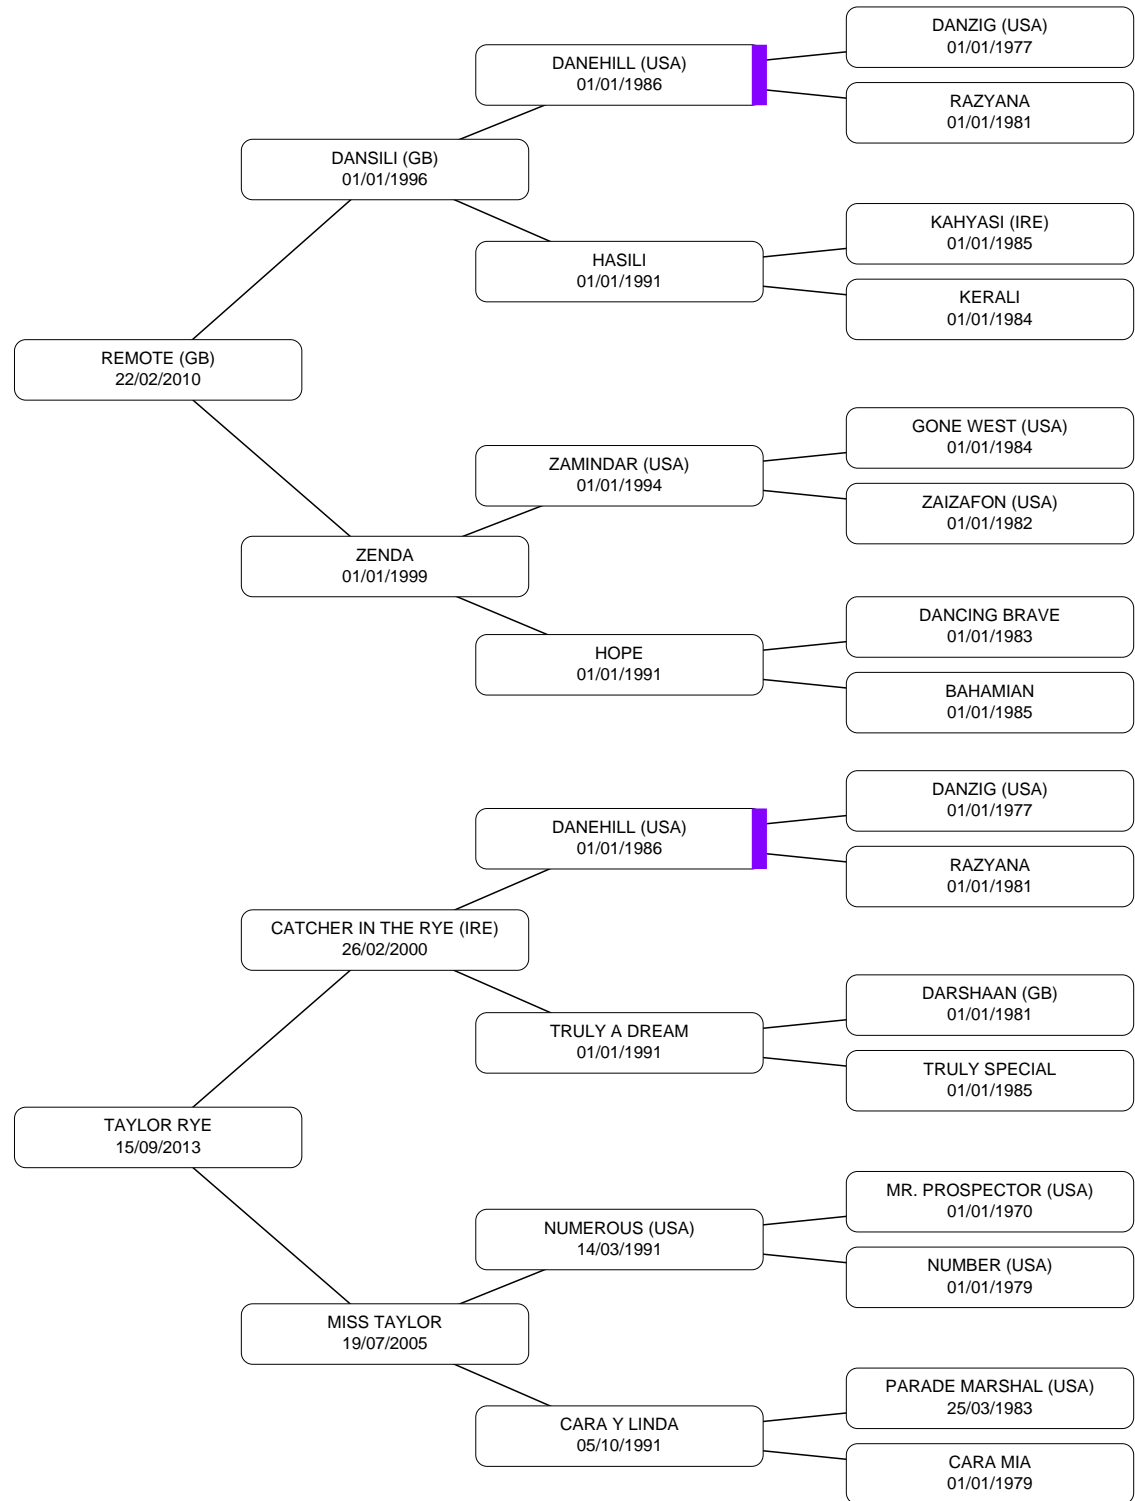 DANZIG (USA)
01/01/1977
DANEHILL (USA)
01/01/1986
RAZYANA
01/01/1981
DANSILI (GB)
01/01/1996
KAHYASI (IRE)
01/01/1985
HASILI
01/01/1991
KERALI
01/01/1984
REMOTE (GB)
22/02/2010
GONE WEST (USA)
01/01/1984
ZAMINDAR (USA)
01/01/1994
ZAIZAFON (USA)
01/01/1982
ZENDA
01/01/1999
DANCING BRAVE
01/01/1983
HOPE
01/01/1991
BAHAMIAN
01/01/1985
DANZIG (USA)
01/01/1977
DANEHILL (USA)
01/01/1986
RAZYANA
01/01/1981
CATCHER IN THE RYE (IRE)
26/02/2000
DARSHAAN (GB)
01/01/1981
TRULY A DREAM
01/01/1991
TRULY SPECIAL
01/01/1985
TAYLOR RYE
15/09/2013
MR. PROSPECTOR (USA)
01/01/1970
NUMEROUS (USA)
14/03/1991
NUMBER (USA)
01/01/1979
MISS TAYLOR
19/07/2005
PARADE MARSHAL (USA)
25/03/1983
CARA Y LINDA
05/10/1991
CARA MIA
01/01/1979